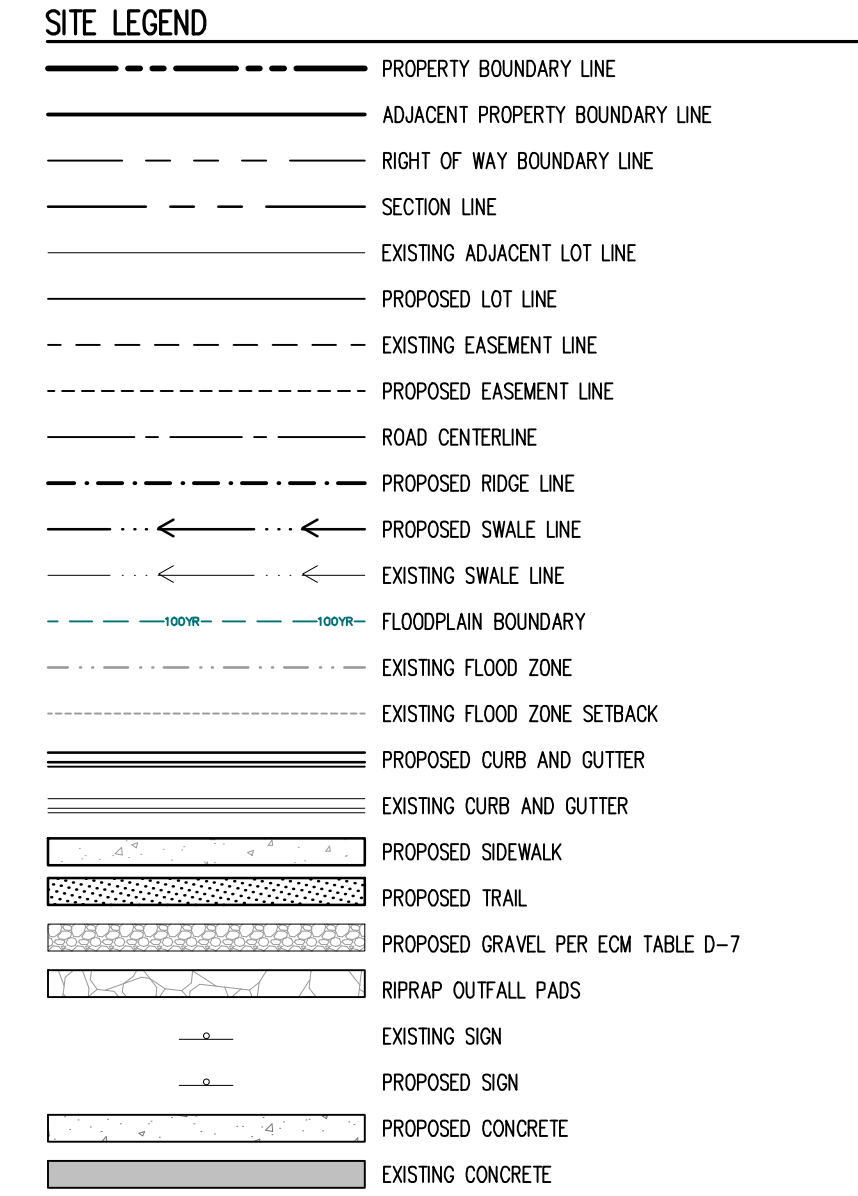 SITE LEGEND
PROPERTY BOUNDARY LINE
ADJACENT PROPERTY BOUNDARY LINE
RIGHT OF WAY BOUNDARY LINE
SECTION LINE
EXISTING ADJACENT LOT LINE
PROPOSED LOT LINE
EXISTING EASEMENT LINE
PROPOSED EASEMENT LINE
ROAD CENTERLINE
PROPOSED RIDGE LINE
PROPOSED SWALE LINE
EXISTING SWALE LINE
100YR 100YR FLOODPLAIN BOUNDARY
EXISTING FLOOD ZONE
EXISTING FLOOD ZONE SETBACK
PROPOSED CURB AND GUTTER
EXISTING CURB AND GUTTER
PROPOSED SIDEWALK
PROPOSED TRAIL
PROPOSED GRAVEL PER ECM TABLE D-7
RIPRAP OUTFALL PADS
EXISTING SIGN
PROPOSED SIGN
PROPOSED CONCRETE
EXISTING CONCRETE